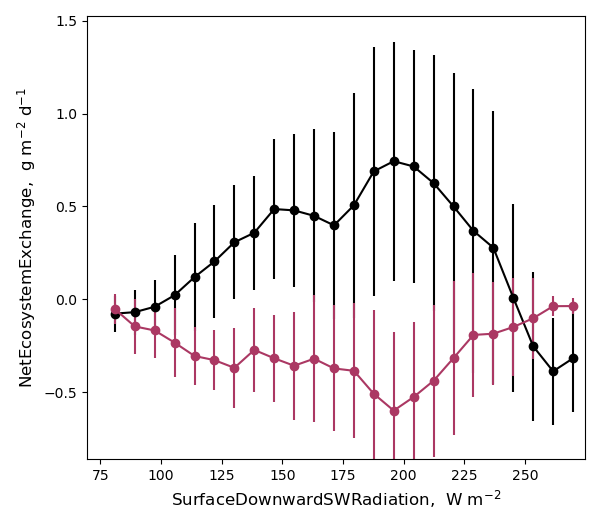 1.5
1.0
0.5
0.0
−0.5
NetEcosystemExchange, g m⁻² d⁻¹
75 100 125 150 175 200 225 250
SurfaceDownwardSWRadiation, W m⁻²